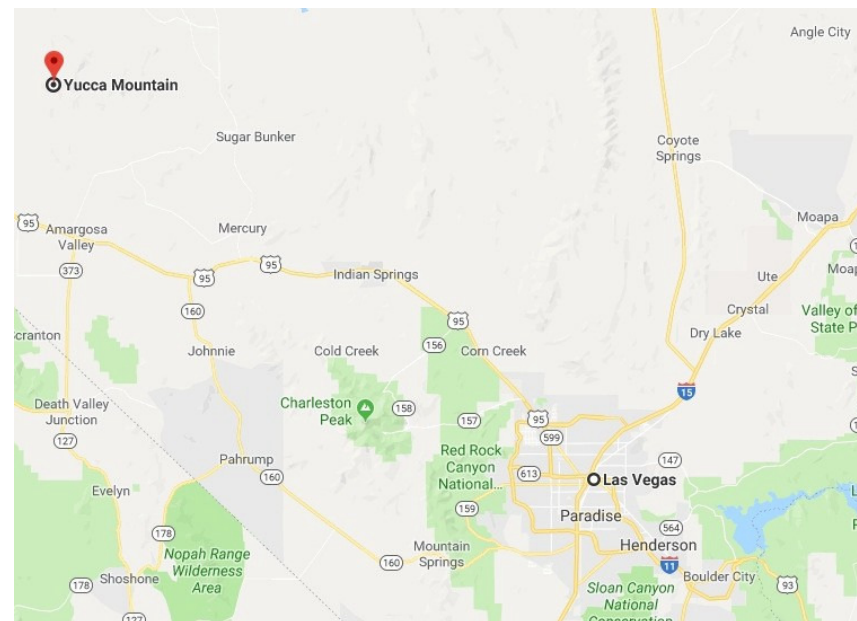 Angle City
Yucca Mountain
Sugar Bunker
Coyote
Springs
95
Amargosa
Valley
Mercury
Moapa
373
95
95
Indian Springs
Ute
160
95
Crystal
Valley of
State P
Dry Lake
Scranton
Johnnie
Cold Creek
156
Corn Creek
15
Charleston
Peak
158
157
95
599
Death Valley
Junction
127
Red Rock
Canyon
National...
Pahrump
160
613
147
Las Vegas
Evelyn
159
Paradise
564
178
Mountain
Springs
Henderson
Nopah Range
Wilderness
Area
160
11
Boulder City
93
178
Shoshone
Sloan Canyon
National
Conservation